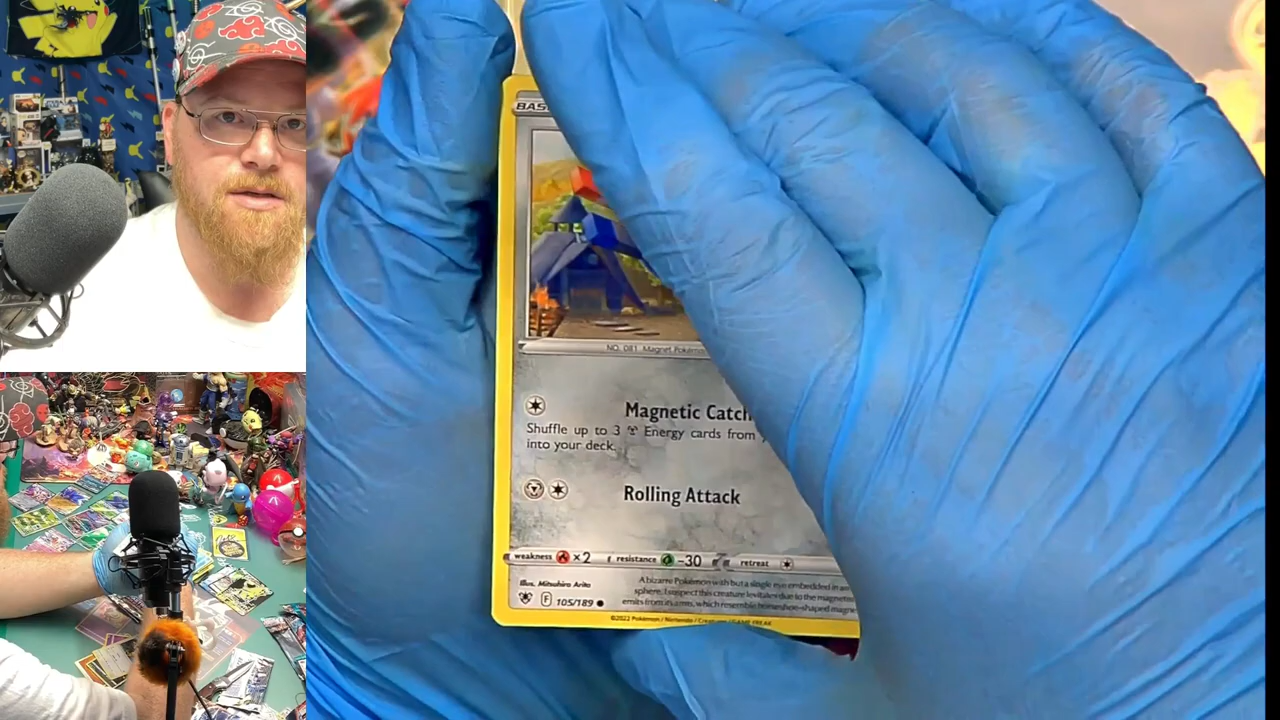 BAS
NO. 081 Magnet Pokémo
Magnetic Catch
Shuffle up to 3 Energy cards from
into your deck.
Rolling Attack
weakness ×2 resistance -30 retreat
Illus. Mitsuhiro Arita
A bizarre Pokémon with but a single eye embedded in a
sphere. I suspect this creature levitates due to the magnetis
F 105/189
emits from its arms, which resemble horseshoe-shaped magne
©2022 Pokémon / Nintendo / Creatures / GAME FREAK